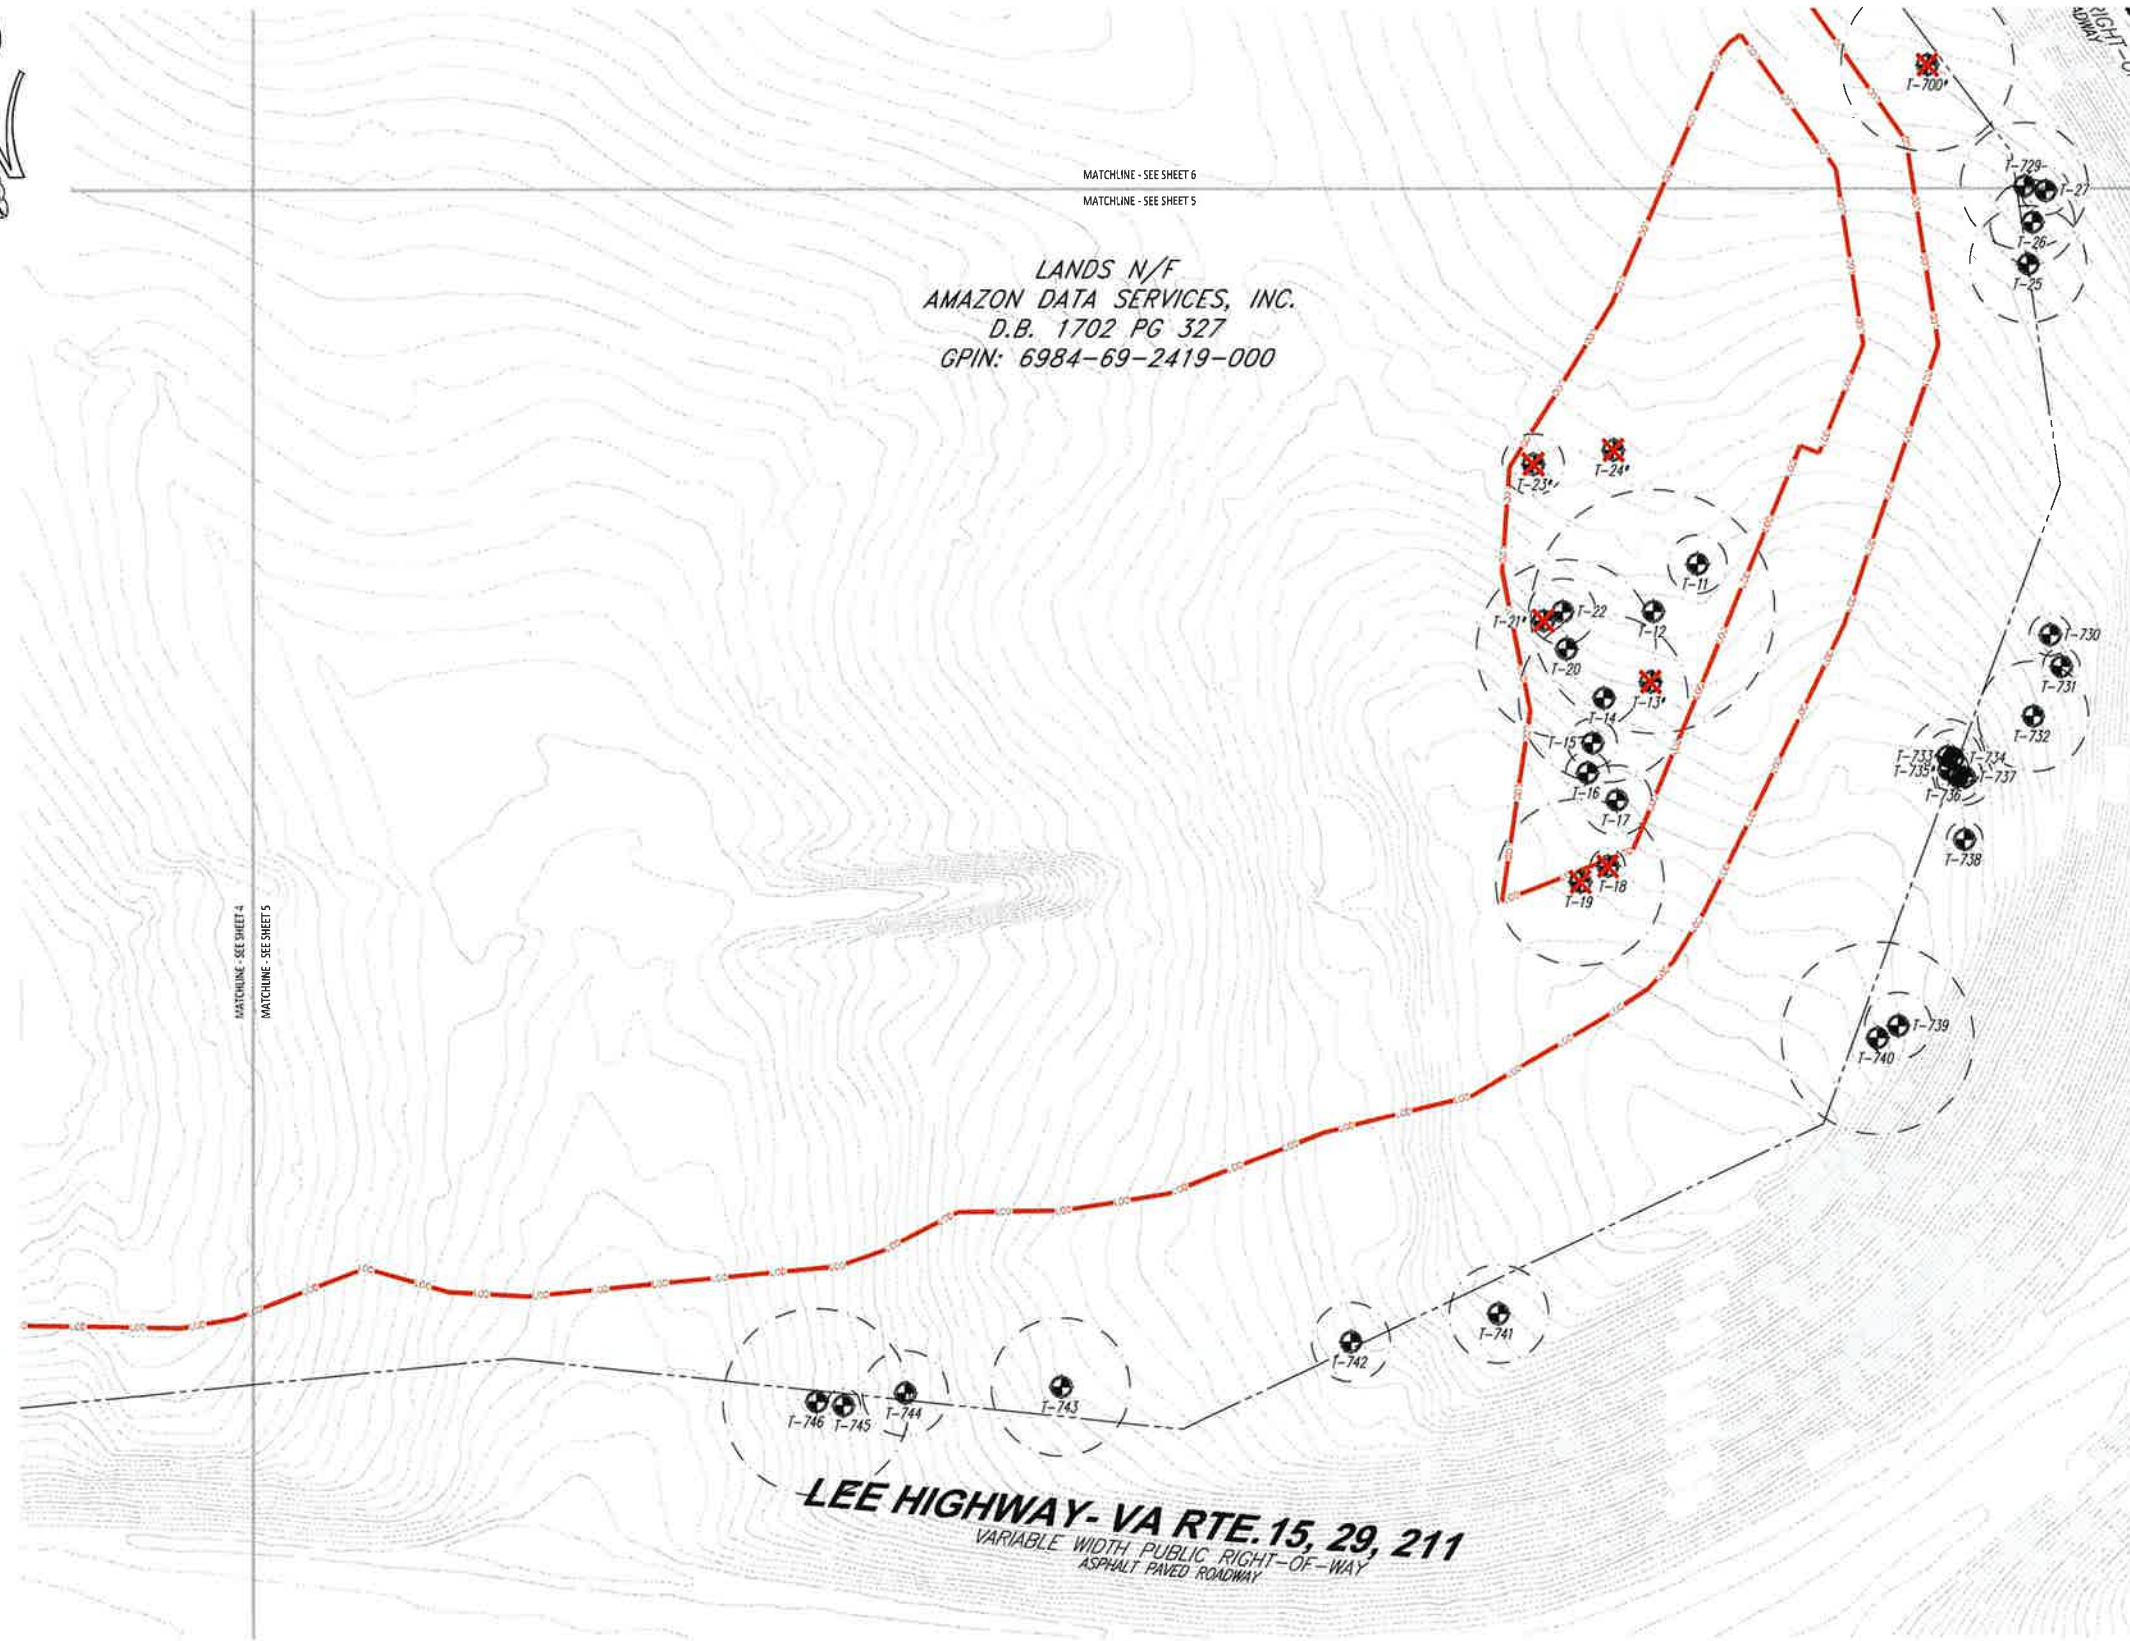 RIGHT-O
ADWAY
T-700*
MATCHLINE - SEE SHEET 6
MATCHLINE - SEE SHEET 5
T-729
T-27
T-26
T-25
LANDS N/F
AMAZON DATA SERVICES, INC.
D.B. 1702 PG 327
GPIN: 6984-69-2419-000
T-23*
T-24*
T-11
T-22
T-21*
T-12
T-20
T-13*
T-14
T-15
T-16
T-17
T-18
T-19
T-730
T-731
T-732
T-733
T-734
T-735*
T-737
T-736
T-738
MATCHLINE - SEE SHEET 4
MATCHLINE - SEE SHEET 5
T-739
T-740
T-741
T-742
T-743
T-744
T-745
T-746
LEE HIGHWAY- VA RTE.15, 29, 211
VARIABLE WIDTH PUBLIC RIGHT-OF-WAY
ASPHALT PAVED ROADWAY